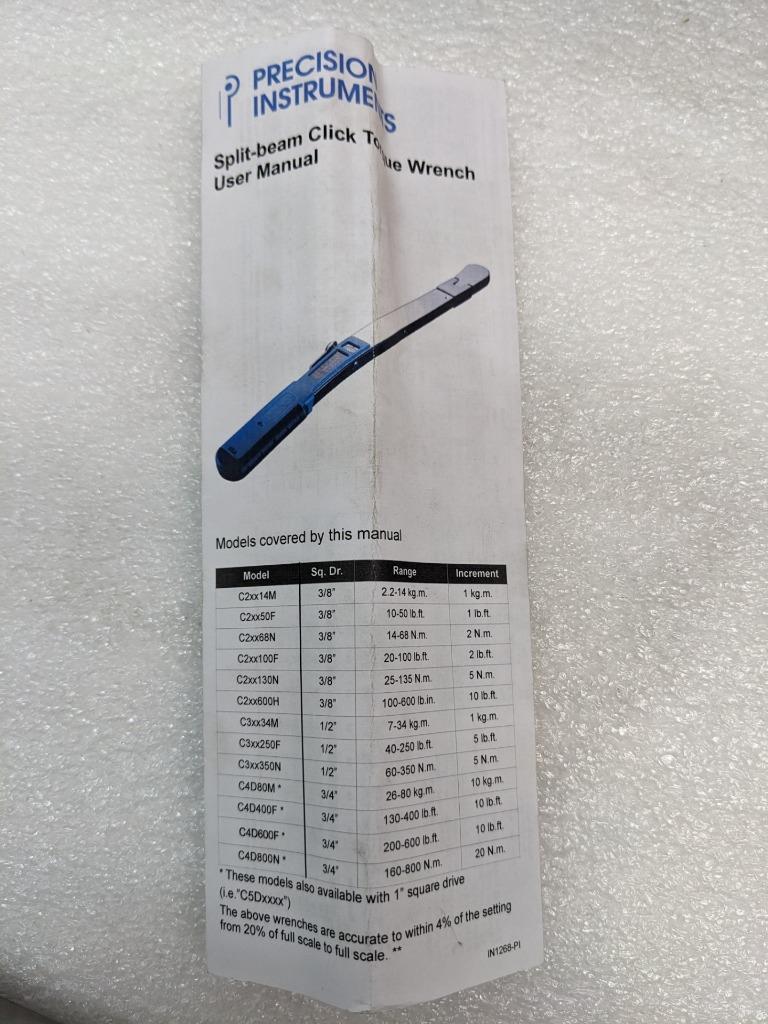 PRECISION
INSTRUMENTS
Split-beam Click Torque Wrench
User Manual
Models covered by this manual
Model Sq. Dr. Range Increment
C2xx14M 3/8" 2.2-14 kg.m. 1 kg.m.
C2xx50F 3/8" 10-50 lb.ft. 1 lb.ft.
C2xx68N 3/8" 14-68 N.m. 2 N.m.
C2xx100F 3/8" 20-100 lb.ft. 2 lb.ft.
C2xx130N 3/8" 25-135 N.m. 5 N.m.
C2xx600H 3/8" 100-600 lb.in. 10 lb.ft.
C3xx34M 1/2" 7-34 kg.m. 1 kg.m.
C3xx250F 1/2" 40-250 lb.ft. 5 lb.ft.
C3xx350N 1/2" 60-350 N.m. 5 N.m.
C4D80M * 3/4" 26-80 kg.m. 10 kg.m.
C4D400F * 3/4" 130-400 lb.ft. 10 lb.ft.
C4D600F * 3/4" 200-600 lb.ft. 10 lb.ft.
C4D800N * 3/4" 160-800 N.m. 20 N.m.
* These models also available with 1" square drive
(i.e."C5Dxxxx")
The above wrenches are accurate to within 4% of the setting
from 20% of full scale to full scale. **
IN1268-PI